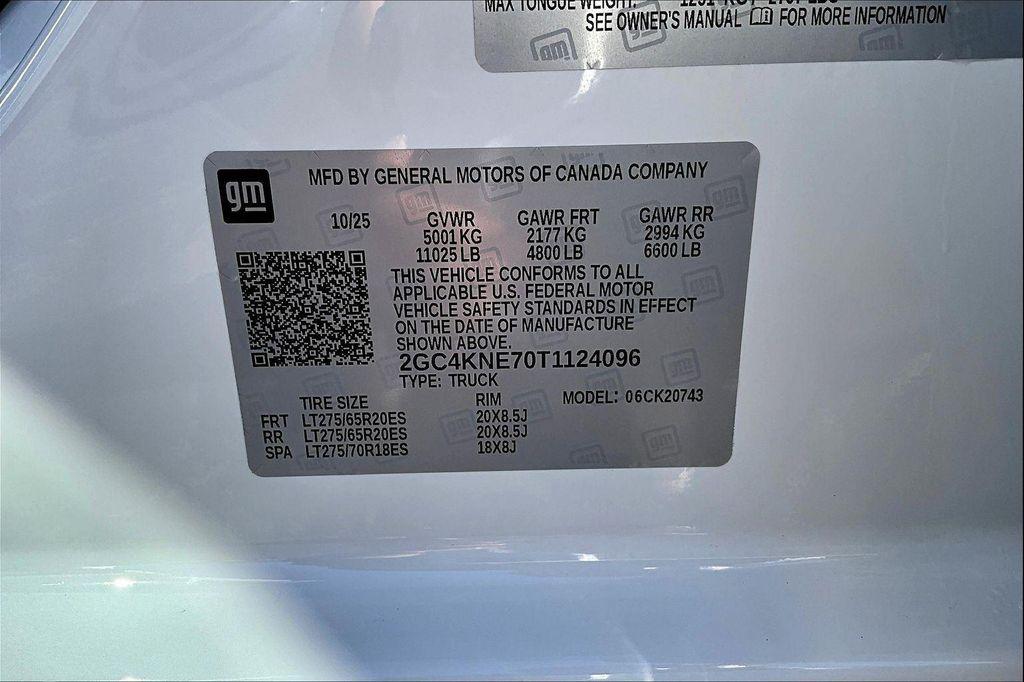 MAX TONGUE WEIGHT:
SEE OWNER'S MANUAL FOR MORE INFORMATION
gm
MFD BY GENERAL MOTORS OF CANADA COMPANY
10/25 GVWR GAWR FRT GAWR RR
5001 KG 2177 KG 2994 KG
11025 LB 4800 LB 6600 LB
THIS VEHICLE CONFORMS TO ALL
APPLICABLE U.S. FEDERAL MOTOR
VEHICLE SAFETY STANDARDS IN EFFECT
ON THE DATE OF MANUFACTURE
SHOWN ABOVE.
2GC4KNE70T1124096
TYPE: TRUCK
TIRE SIZE RIM MODEL: 06CK20743
FRT LT275/65R20ES 20X8.5J
RR LT275/65R20ES 20X8.5J
SPA LT275/70R18ES 18X8J